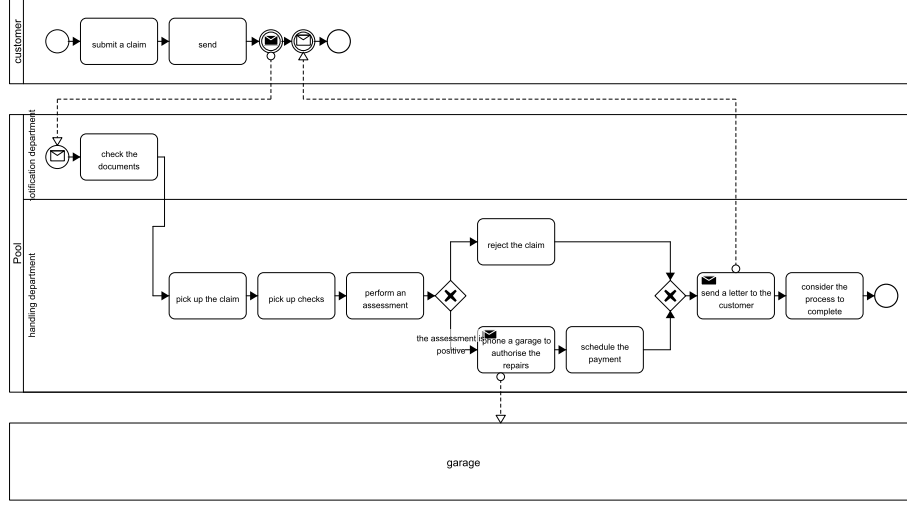 customer
submit a claim
send
Pool
otification department
check the
documents
handling department
pick up the claim
pick up checks
perform an
assessment
reject the claim
the assessment is
positive
phone a garage to
authorise the
repairs
schedule the
payment
send a letter to the
customer
consider the
process to
complete
garage